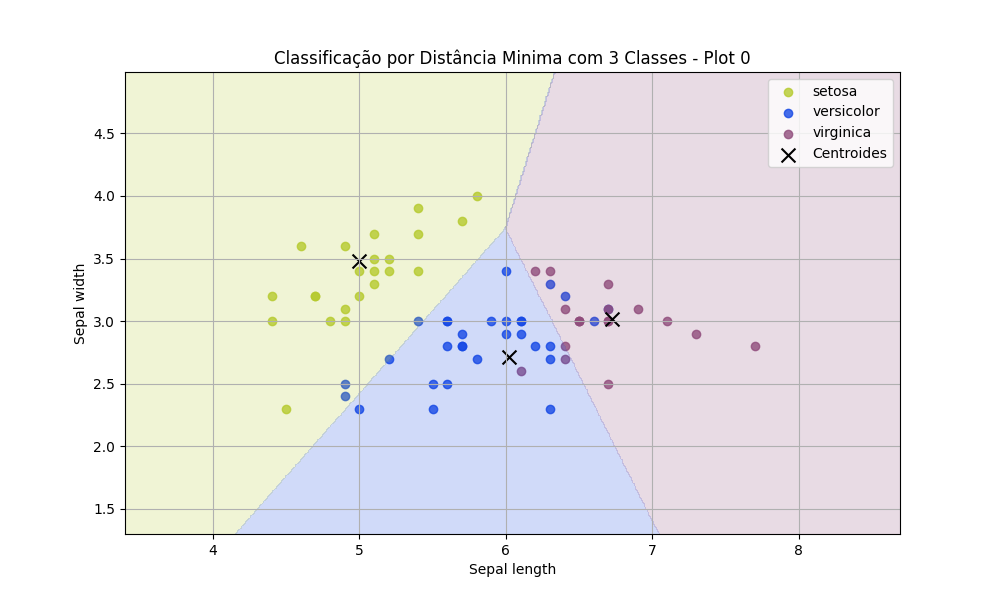 Classificação por Distância Minima com 3 Classes - Plot 0
setosa
versicolor
virginica
Centroides
4.5
4.0
3.5
3.0
2.5
2.0
1.5
Sepal width
4 5 6 7 8
Sepal length